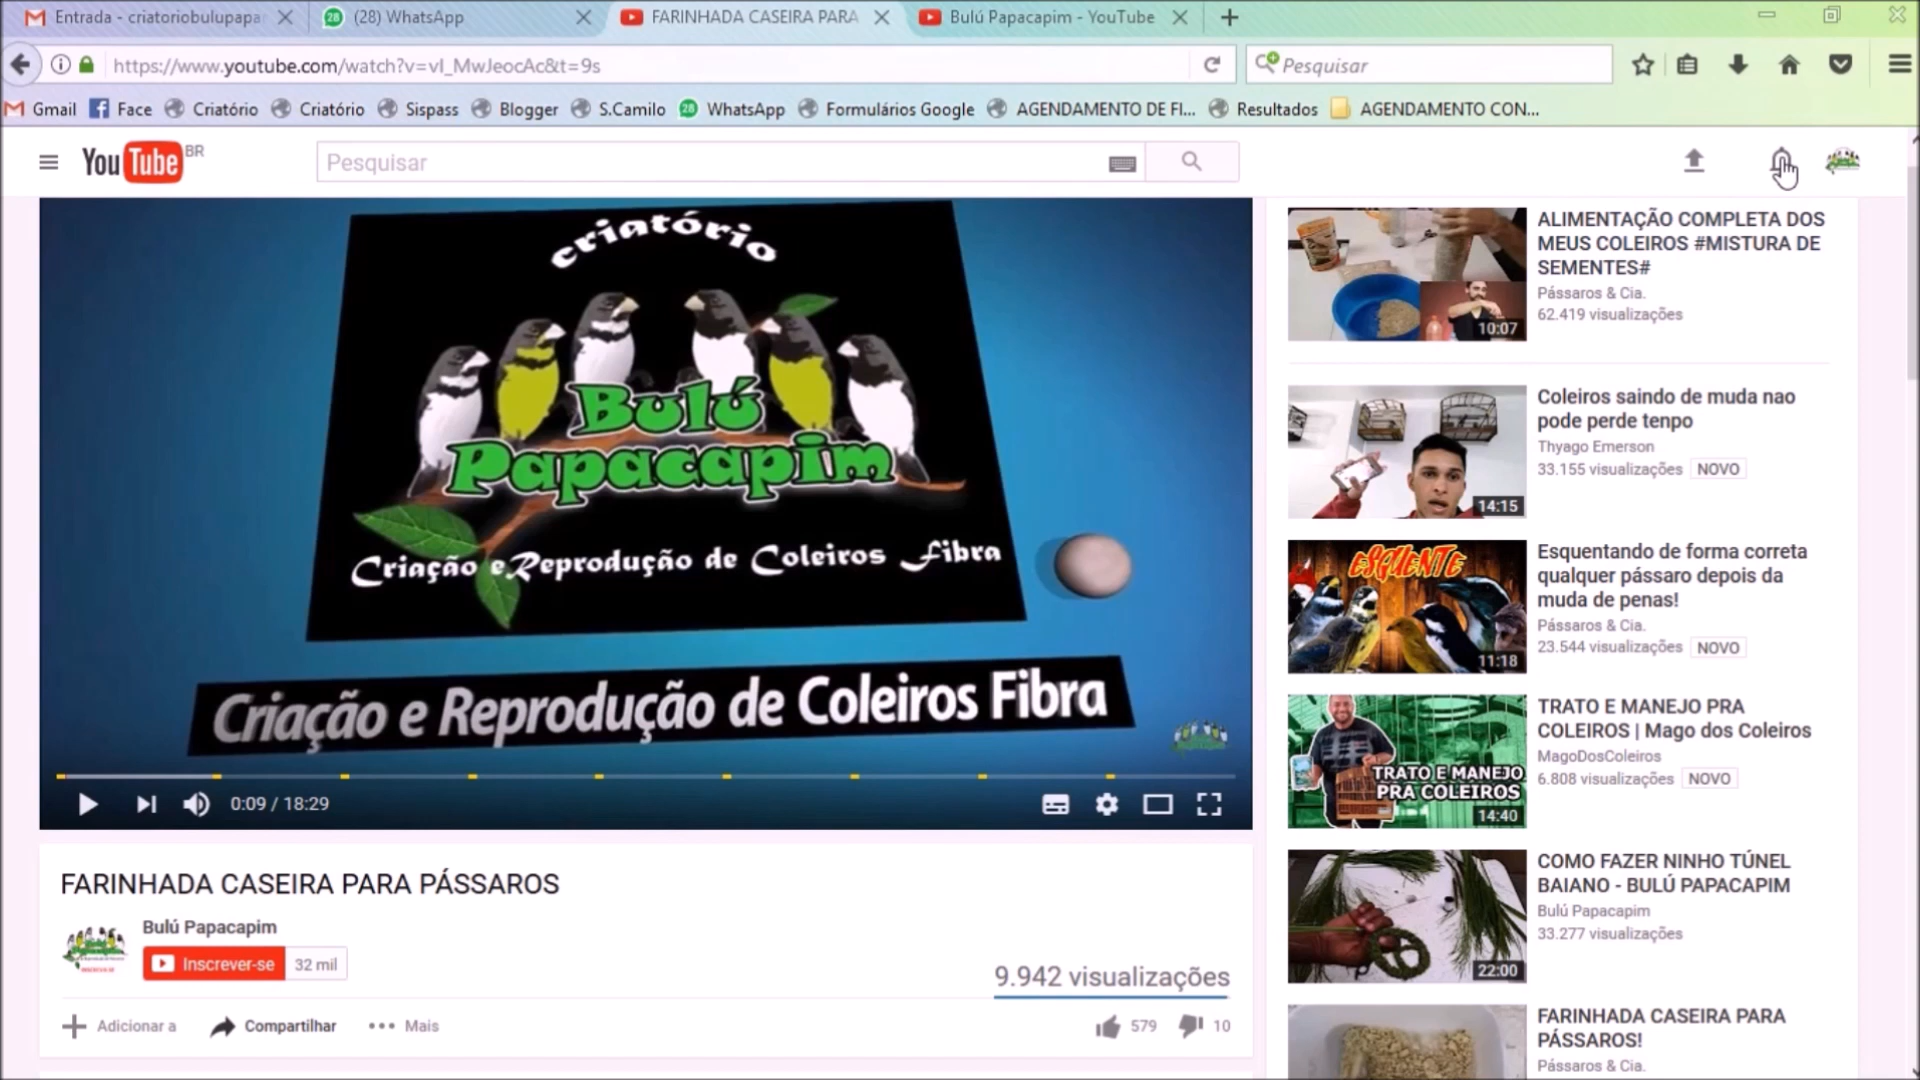 Entrada - criatoriobulupapa
(28) WhatsApp
FARINHADA CASEIRA PARA
Bulú Papacapim - YouTube
https://www.youtube.com/watch?v=vI_MwJeocAc&t=9s
Pesquisar
Gmail
Face
Criatório
Criatório
Sispass
Blogger
S.Camilo
28
WhatsApp
Formulários Google
AGENDAMENTO DE FI...
Resultados
AGENDAMENTO CON...
YouTube BR
Pesquisar
criatório
Bulú
Papacapim
Criação e Reprodução de Coleiros Fibra
Criação e Reprodução de Coleiros Fibra
0:09 / 18:29
FARINHADA CASEIRA PARA PÁSSAROS
Bulú Papacapim
Inscrever-se
32 mil
9.942 visualizações
Adicionar a
Compartilhar
Mais
579
10
ALIMENTAÇÃO COMPLETA DOS
MEUS COLEIROS #MISTURA DE
SEMENTES#
Pássaros & Cia.
62.419 visualizações
10:07
Coleiros saindo de muda nao
pode perde tenpo
Thyago Emerson
33.155 visualizações NOVO
14:15
ESQUENTE
Esquentando de forma correta
qualquer pássaro depois da
muda de penas!
Pássaros & Cia.
23.544 visualizações NOVO
11:18
TRATO E MANEJO PRA
COLEIROS | Mago dos Coleiros
MagoDosColeiros
6.808 visualizações NOVO
TRATO E MANEJO
PRA COLEIROS
14:40
COMO FAZER NINHO TÚNEL
BAIANO - BULÚ PAPACAPIM
Bulú Papacapim
33.277 visualizações
22:00
FARINHADA CASEIRA PARA
PÁSSAROS!
Pássaros & Cia.